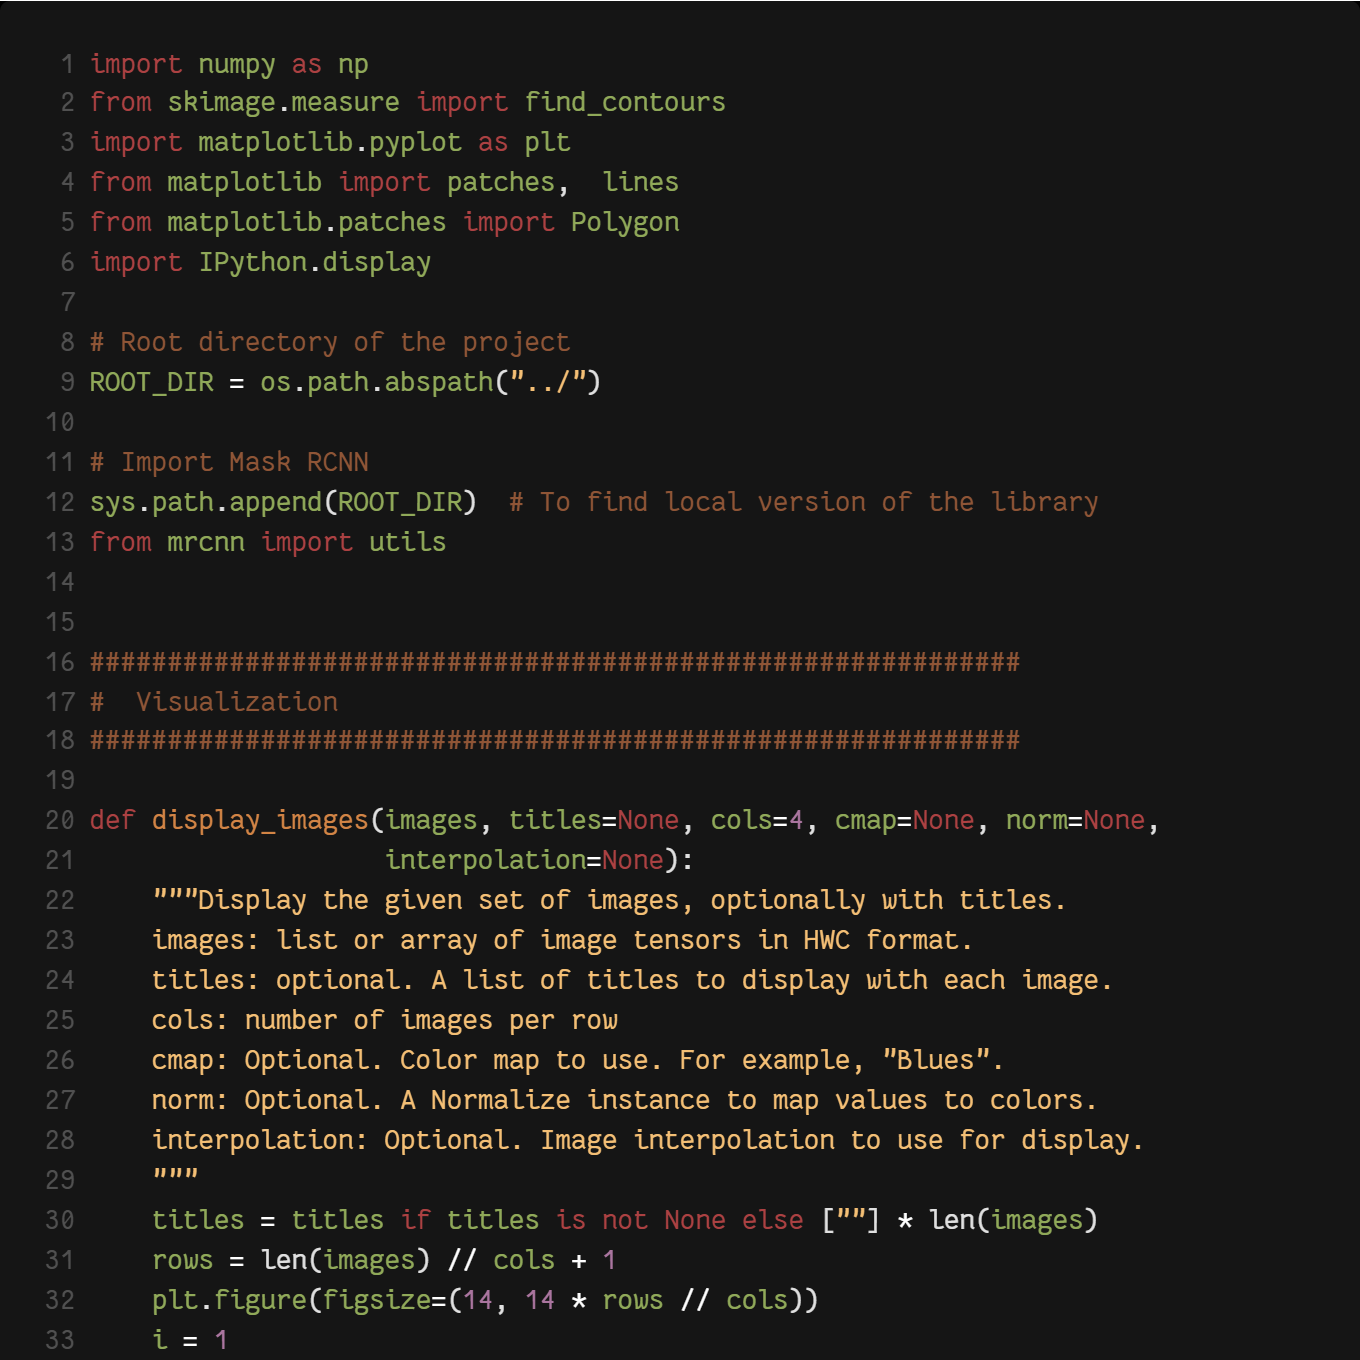 1 import numpy as np
2 from skimage.measure import find_contours
3 import matplotlib.pyplot as plt
4 from matplotlib import patches,  lines
5 from matplotlib.patches import Polygon
6 import IPython.display
7
8 # Root directory of the project
9 ROOT_DIR = os.path.abspath("../")
10
11 # Import Mask RCNN
12 sys.path.append(ROOT_DIR)  # To find local version of the library
13 from mrcnn import utils
14
15
16 ############################################################
17 #  Visualization
18 ############################################################
19
20 def display_images(images, titles=None, cols=4, cmap=None, norm=None,
21                    interpolation=None):
22     """Display the given set of images, optionally with titles.
23     images: list or array of image tensors in HWC format.
24     titles: optional. A list of titles to display with each image.
25     cols: number of images per row
26     cmap: Optional. Color map to use. For example, "Blues".
27     norm: Optional. A Normalize instance to map values to colors.
28     interpolation: Optional. Image interpolation to use for display.
29     """
30     titles = titles if titles is not None else [""] * len(images)
31     rows = len(images) // cols + 1
32     plt.figure(figsize=(14, 14 * rows // cols))
33     i = 1